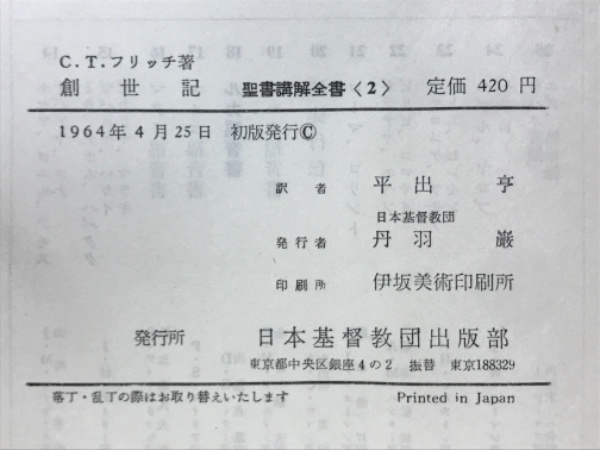 C.T.フリッチ著
創世記 聖書講解全書〈2〉 定価 420 円
1964年4月25日 初版発行Ⓒ
訳者 平出亨
日本基督教団
発行者 丹羽巌
印刷所 伊坂美術印刷所
発行所 日本基督教団出版部
東京都中央区銀座4の2 振替 東京188329
落丁・乱丁の際はお取り替えいたします Printed in Japan